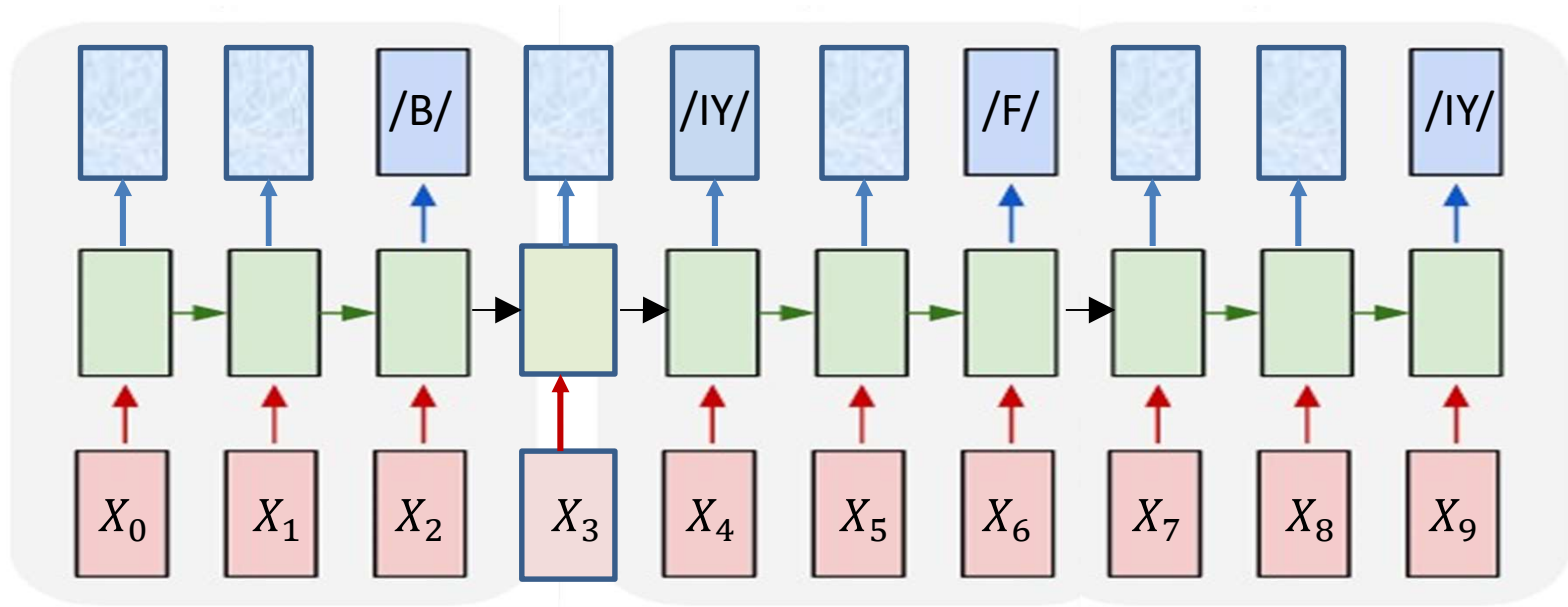 /B/ /IY/ /F/ /IY/
X₀ X₁ X₂ X₃ X₄ X₅ X₆ X₇ X₈ X₉